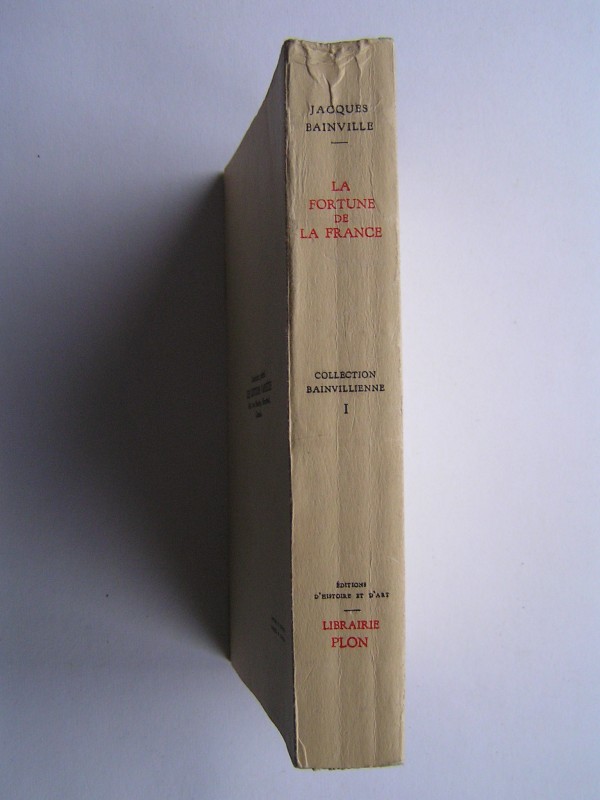 JACQUES
BAINVILLE
LA
FORTUNE
DE
LA FRANCE
COLLECTION
BAINVILLIENNE
I
ÉDITIONS
D'HISTOIRE ET D'ART
LIBRAIRIE
PLON